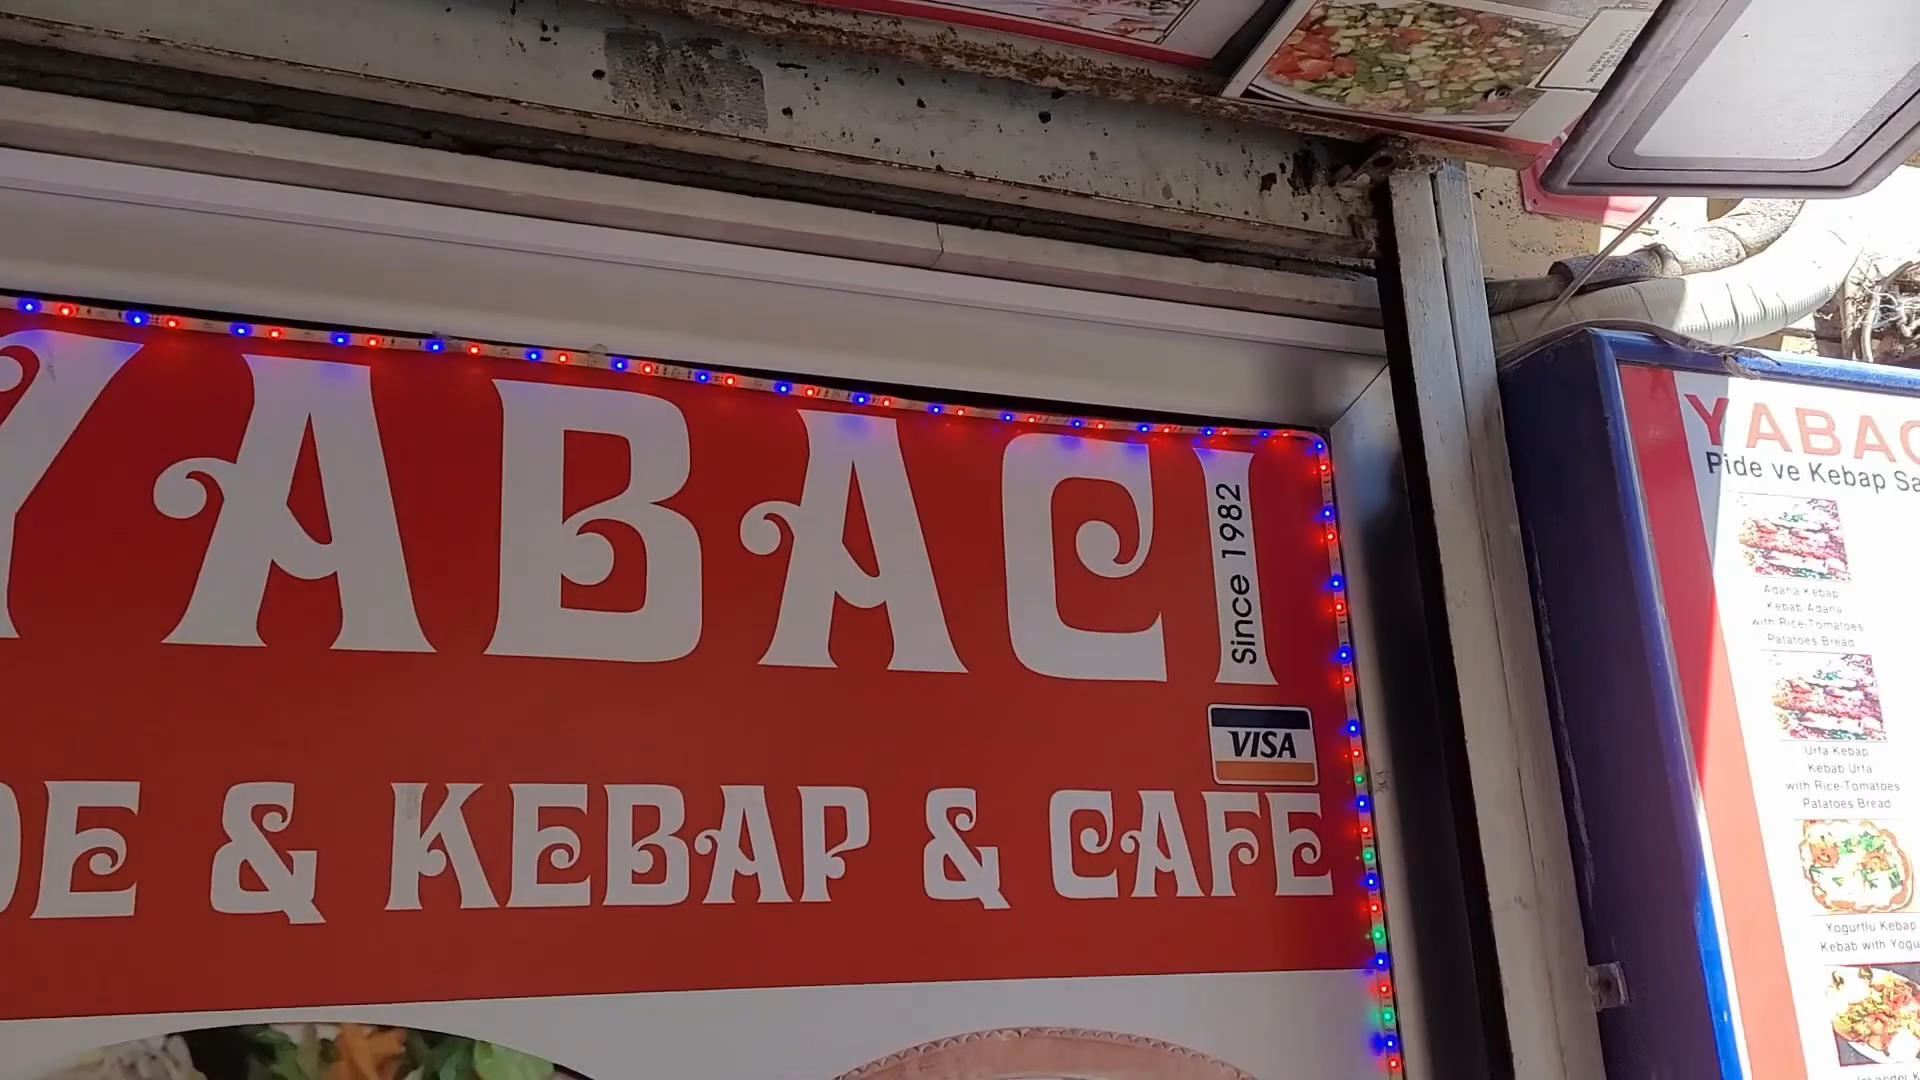 YABACI
Since 1982
VISA
DE & KEBAP & CAFE
YABAC
Pide ve Kebap Sa
Adana Kebap
Kebab Adana
with Rice-Tomatoes
Patatoes Bread
Urfa Kebap
Kebab Urfa
with Rice-Tomatoes
Patatoes Bread
Yogurtlu Kebap
Kebab with Yogu